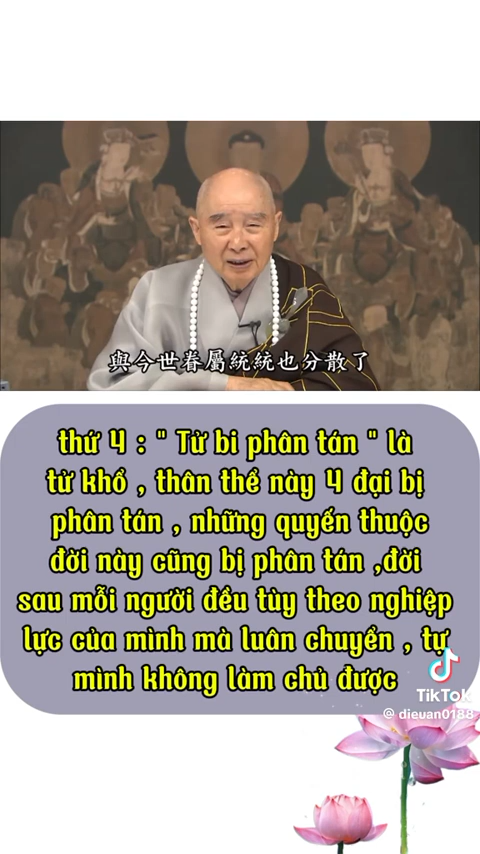 與今世眷屬統統也分散了
thứ 4 : " Tử bi phân tán " là
tử khổ , thân thể này 4 đại bị
phân tán , những quyến thuộc
đời này cũng bị phân tán ,đời
sau mỗi người đều tùy theo nghiệp
lực của mình mà luân chuyển , tự
mình không làm chủ được
TikTok
@ dieuan0188